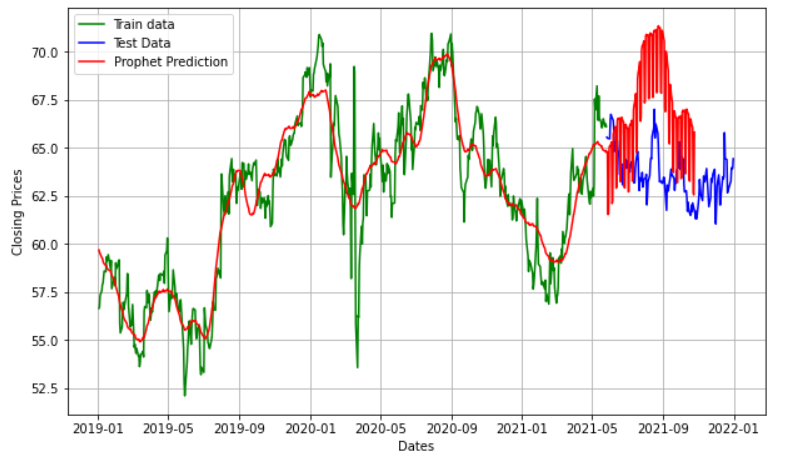 Train data
Test Data
Prophet Prediction
Closing Prices
70.0
67.5
65.0
62.5
60.0
57.5
55.0
52.5
2019-01 2019-05 2019-09 2020-01 2020-05 2020-09 2021-01 2021-05 2021-09 2022-01
Dates